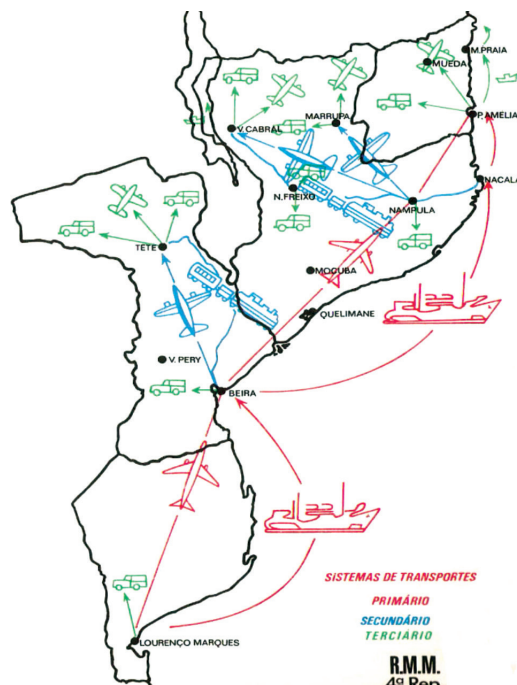 M.PRAIA
MUEDA
P.AMÉLIA
V.CABRAL
MARRUPA
NACALA
N.FREIXO
NAMPULA
TETE
MOCUBA
QUELIMANE
V. PERY
BEIRA
LOURENÇO MARQUES
SISTEMAS DE TRANSPORTES
PRIMÁRIO
SECUNDÁRIO
TERCIÁRIO
R.M.M.
4ª Rep